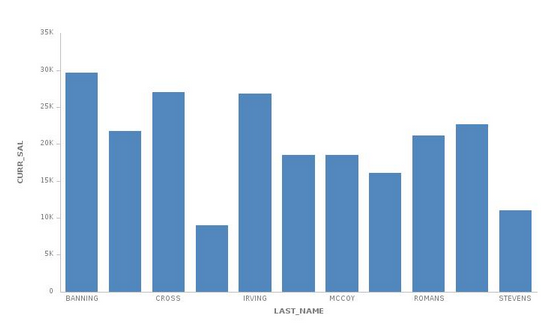 35K
30K
25K
20K
15K
10K
5K
0
CURR_SAL
BANNING CROSS IRVING MCCOY ROMANS STEVENS
LAST_NAME